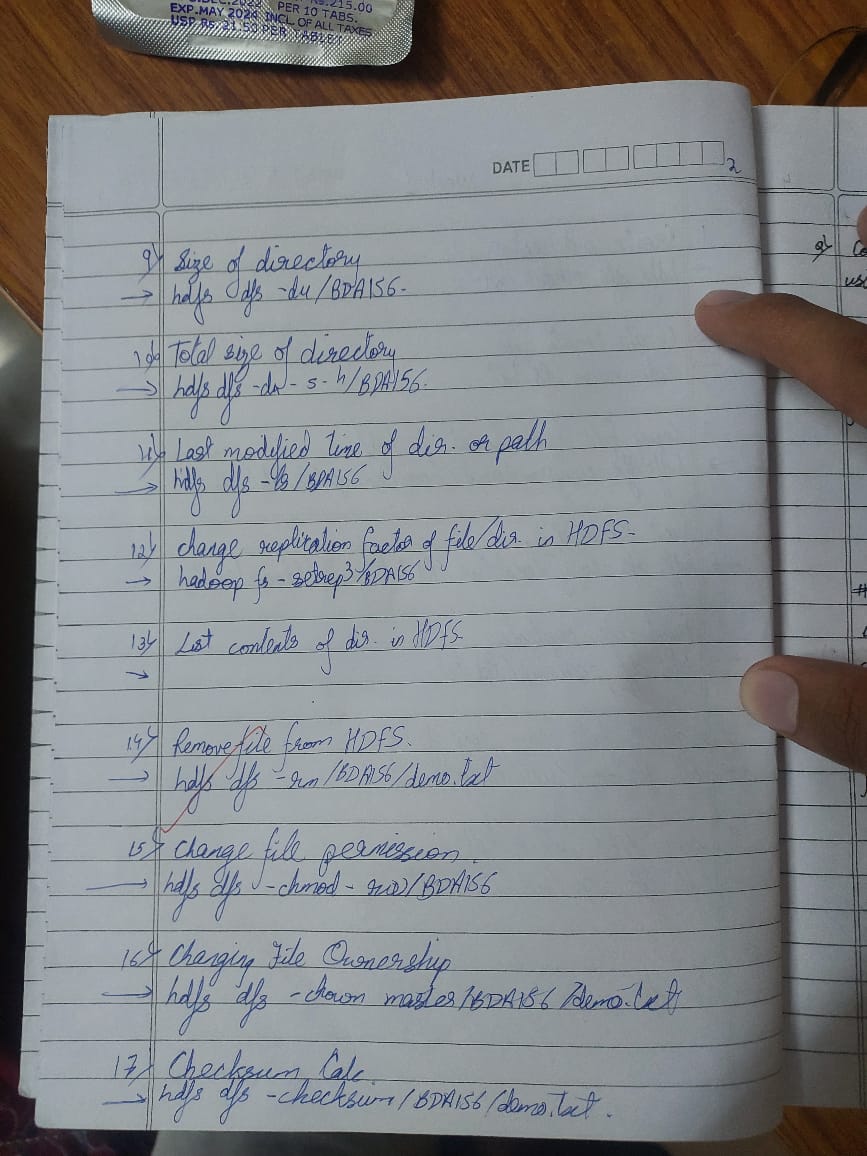 DEC.2023 Rs.215.00
EXP.MAY 2024 PER 10 TABS.
INCL.OF ALL TAXES
USP Rs. 21.50 PER TABLET
DATE
2
9) Size of directory
→ hdfs dfs -du /BDA156.
10) Total size of directory
→ hdfs dfs -du - s - h/BDA156.
11) Last modified time of dir. or path
→ hdfs dfs -ls /BDA156
12) change replication factor of file/dir. in HDFS-
→ hadoop fs - setrep 3 /BDA156
13) List contents of dir. in HDFS
→
14) Remove file from HDFS.
→ hdfs dfs -rm /BDA156/demo.txt
15) Change file permission.
→ hdfs dfs -chmod - /BDA156
16) Changing File Ownership
→ hdfs dfs -chown master /BDA156 /demo.txt
17) Checksum Calc
→ hdfs dfs -checksum / BDA156/demo.txt.
9)